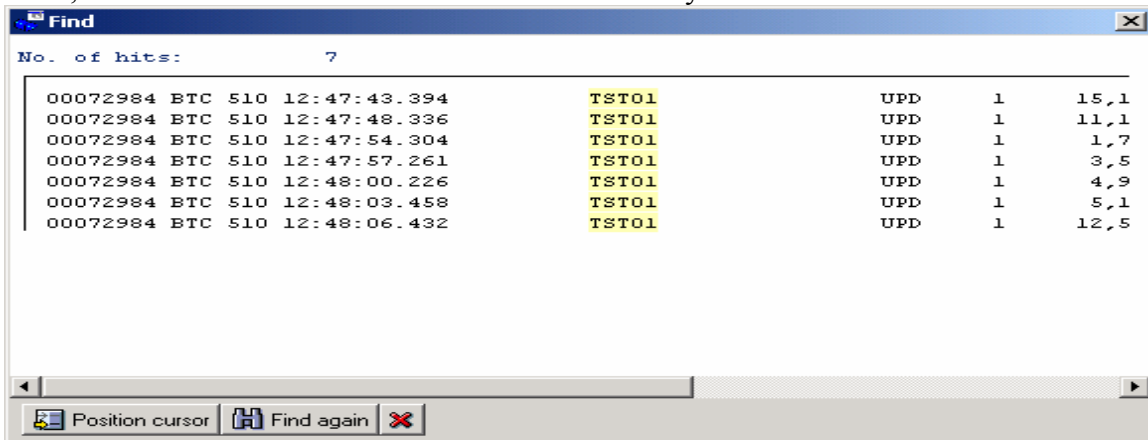 Find
No. of hits: 7
00072984 BTC 510 12:47:43.394 TST01 UPD 1 15,1
00072984 BTC 510 12:47:48.336 TST01 UPD 1 11,1
00072984 BTC 510 12:47:54.304 TST01 UPD 1 1,7
00072984 BTC 510 12:47:57.261 TST01 UPD 1 3,5
00072984 BTC 510 12:48:00.226 TST01 UPD 1 4,9
00072984 BTC 510 12:48:03.458 TST01 UPD 1 5,1
00072984 BTC 510 12:48:06.432 TST01 UPD 1 12,5
Position cursor Find again